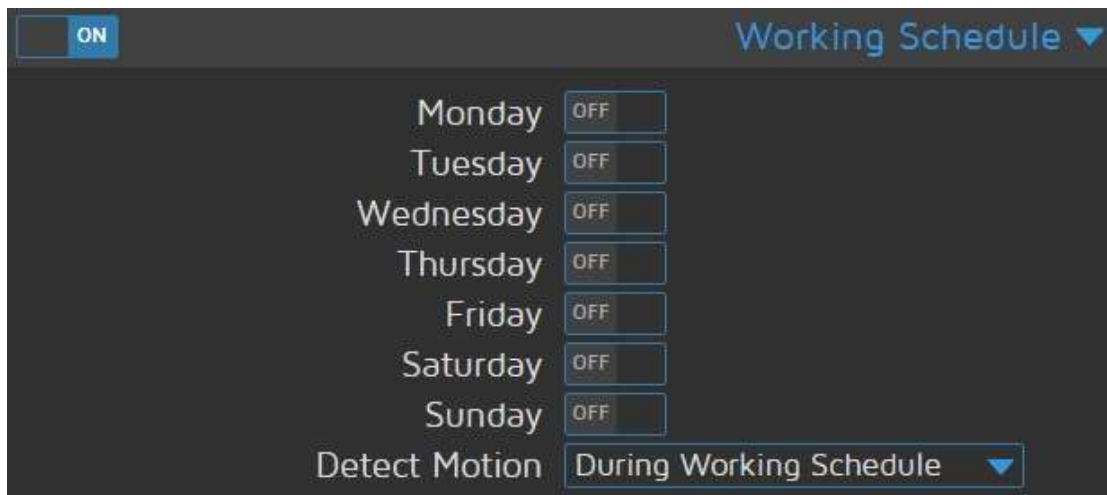 ON Working Schedule
Monday OFF
Tuesday OFF
Wednesday OFF
Thursday OFF
Friday OFF
Saturday OFF
Sunday OFF
Detect Motion During Working Schedule